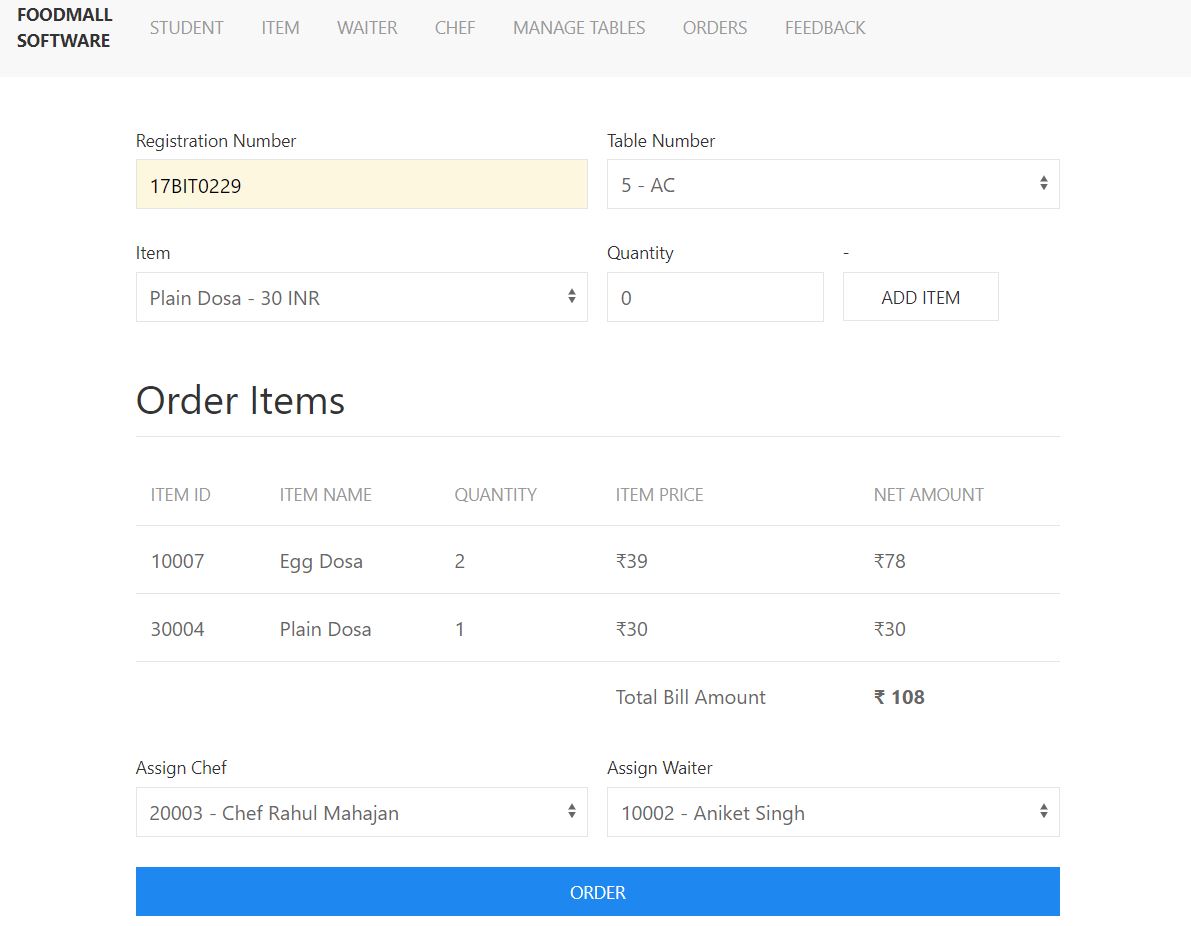 FOODMALL SOFTWARE STUDENT ITEM WAITER CHEF MANAGE TABLES ORDERS FEEDBACK
Registration Number Table Number
17BIT0229 5 - AC
Item Quantity -
Plain Dosa - 30 INR 0 ADD ITEM
Order Items
ITEM ID ITEM NAME QUANTITY ITEM PRICE NET AMOUNT
10007 Egg Dosa 2 ₹39 ₹78
30004 Plain Dosa 1 ₹30 ₹30
Total Bill Amount ₹ 108
Assign Chef Assign Waiter
20003 - Chef Rahul Mahajan 10002 - Aniket Singh
ORDER